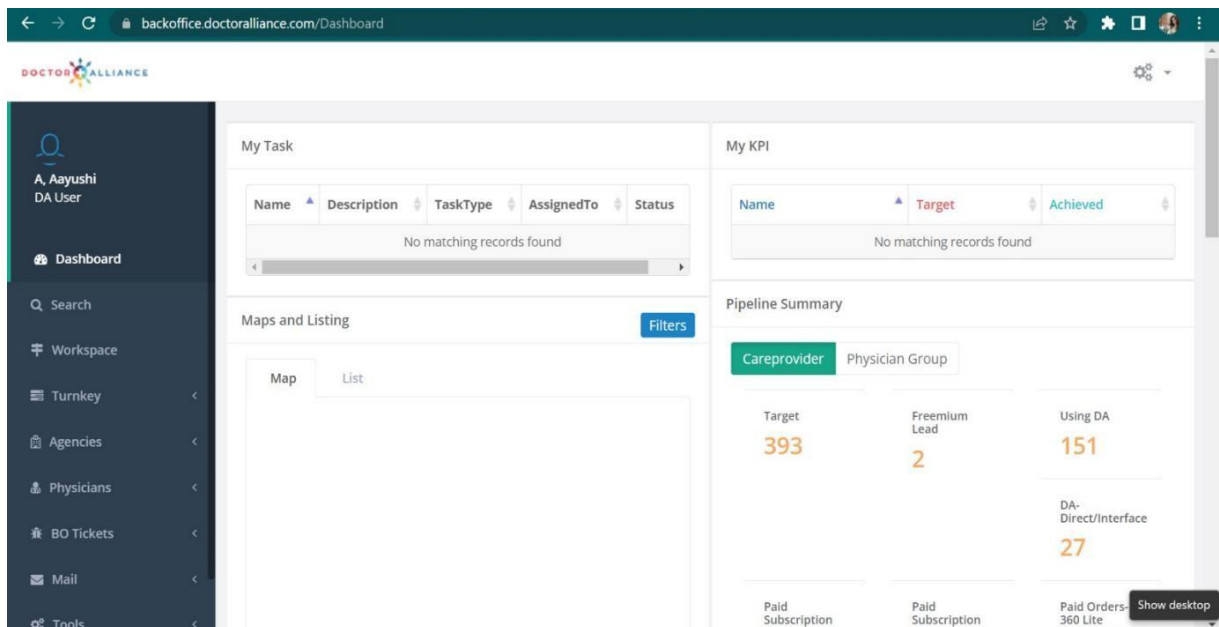 backoffice.doctoralliance.com/Dashboard
DOCTOR ALLIANCE
A, Aayushi
DA User
Dashboard
Search
Workspace
Turnkey
Agencies
Physicians
BO Tickets
Mail
Tools
My Task
Name Description TaskType AssignedTo Status
No matching records found
Maps and Listing
Filters
Map List
My KPI
Name Target Achieved
No matching records found
Pipeline Summary
Careprovider Physician Group
Target
393
Freemium
Lead
2
Using DA
151
DA-
Direct/Interface
27
Paid
Subscription
Paid
Subscription
Paid Orders-
360 Lite
Show desktop